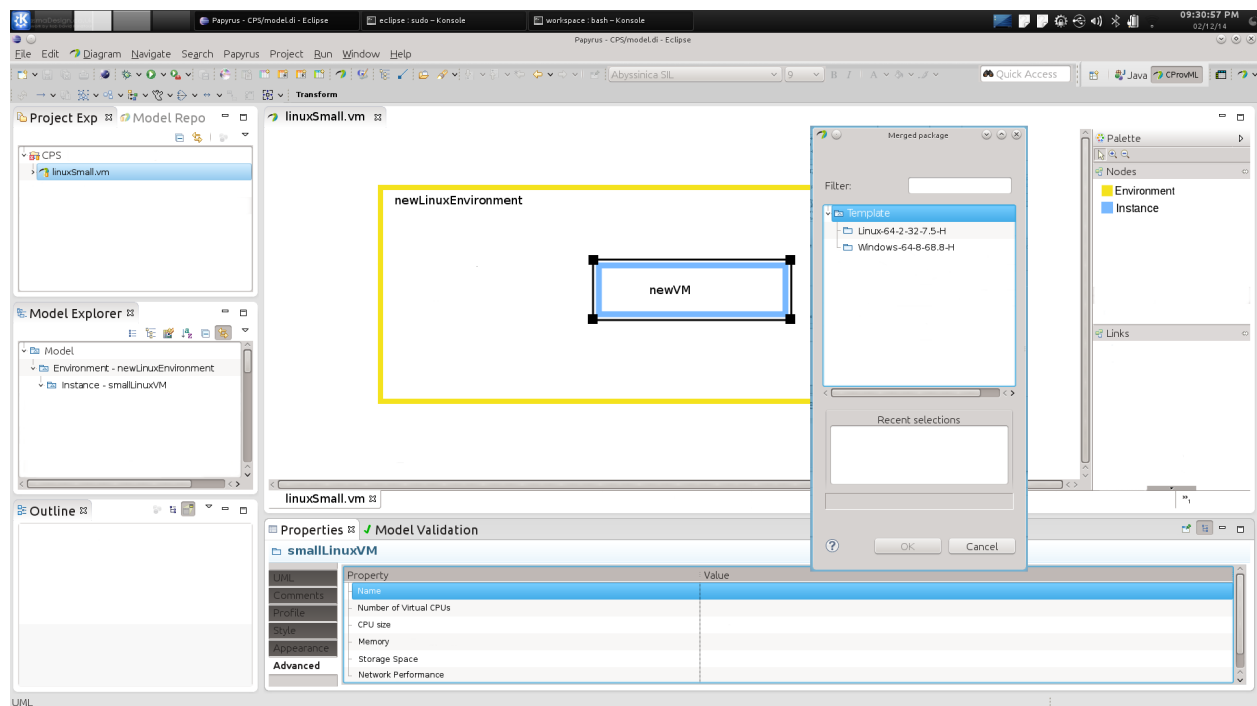 Papyrus - CPS/model.di - Eclipse
eclipse : sudo – Konsole
workspace : bash – Konsole
09:30:57 PM
02/12/14
Papyrus - CPS/model.di - Eclipse
File Edit Diagram Navigate Search Papyrus Project Run Window Help
Abyssinica SIL
9
Quick Access
Java
CProvML
Transform
Project Exp
Model Repo
CPS
linuxSmall.vm
Model Explorer
Model
Environment - newLinuxEnvironment
Instance - smallLinuxVM
Outline
linuxSmall.vm
newLinuxEnvironment
newVM
linuxSmall.vm
Merged package
Filter:
Template
Linux-64-2-32-7.5-H
Windows-64-8-68.8-H
Recent selections
OK
Cancel
Palette
Nodes
Environment
Instance
Links
Properties
Model Validation
smallLinuxVM
UML
Comments
Profile
Style
Appearance
Advanced
Property Value
Name
Number of Virtual CPUs
CPU size
Memory
Storage Space
Network Performance
UML